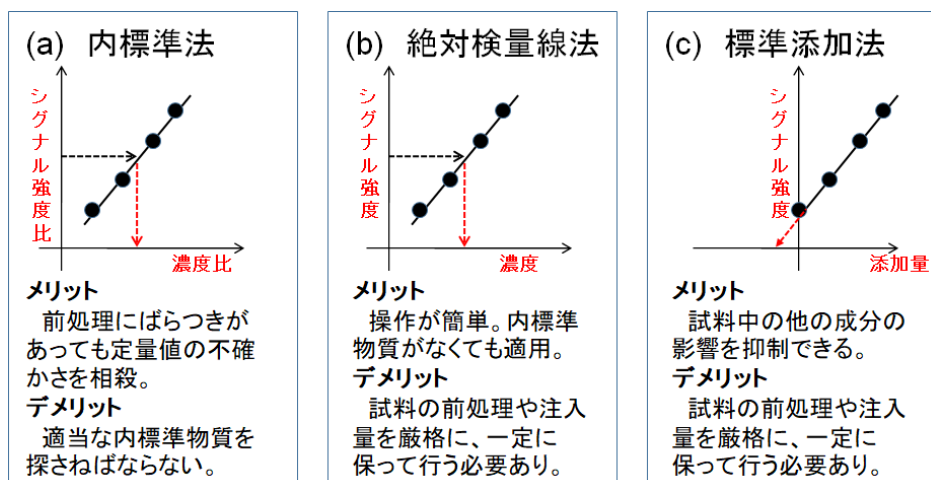 (a) 内標準法
シグナル強度比
濃度比
メリット
前処理にばらつきが
あっても定量値の不確
かさを相殺。
デメリット
適当な内標準物質を
探さねばならない。
(b) 絶対検量線法
シグナル強度
濃度
メリット
操作が簡単。内標準
物質がなくても適用。
デメリット
試料の前処理や注入
量を厳格に、一定に
保って行う必要あり。
(c) 標準添加法
シグナル強度
添加量
メリット
試料中の他の成分の
影響を抑制できる。
デメリット
試料の前処理や注入
量を厳格に、一定に
保って行う必要あり。